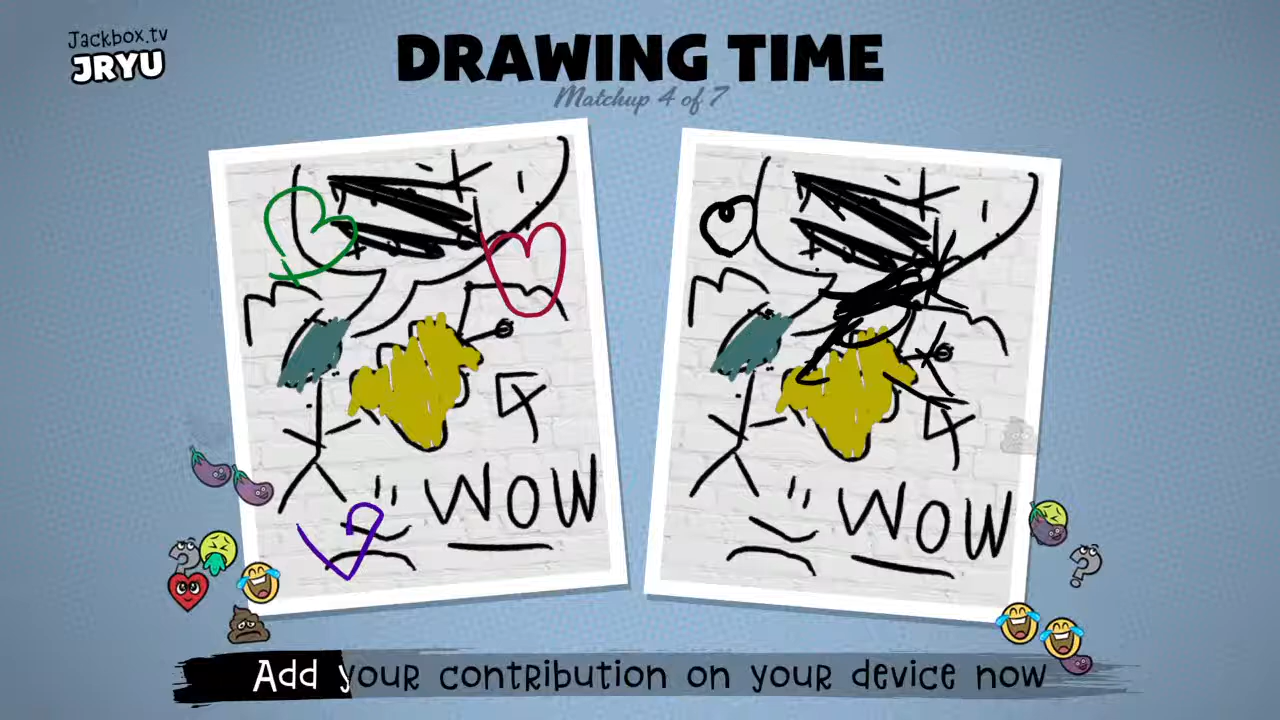 Jackbox.tv
JRYU
DRAWING TIME
Matchup 4 of 7
WOW
WOW
Add your contribution on your device now